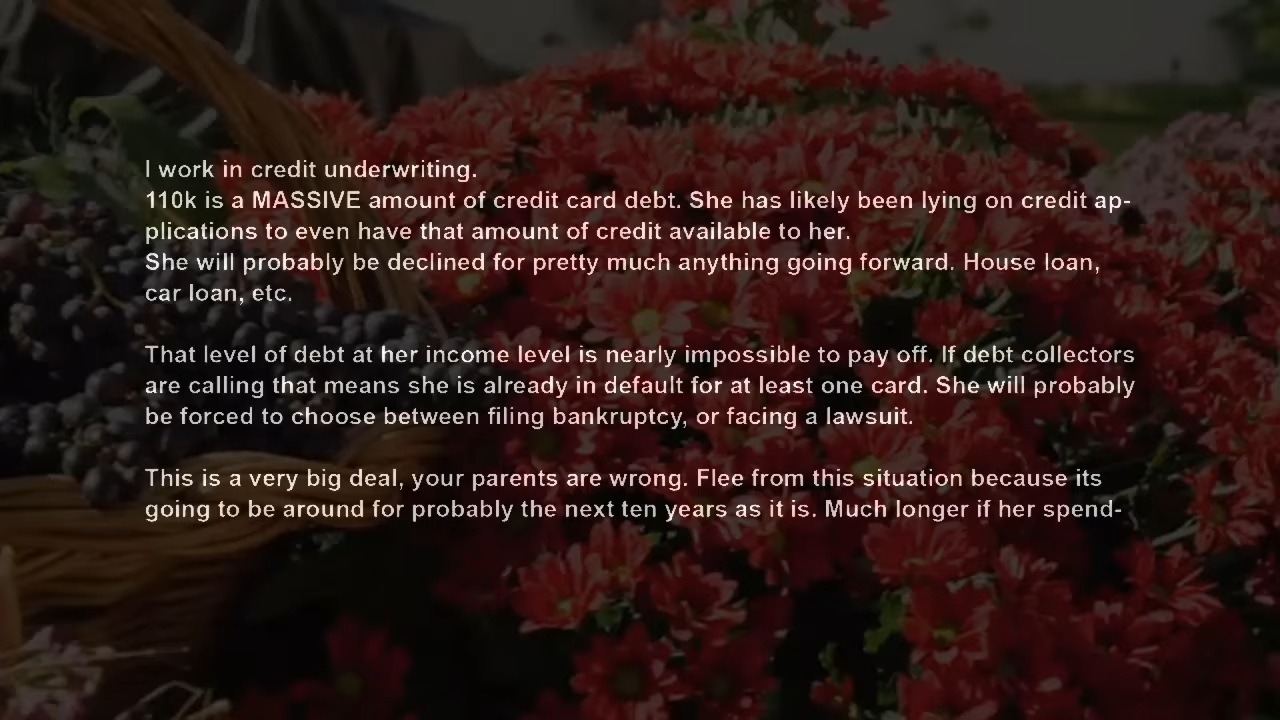 I work in credit underwriting.
110k is a MASSIVE amount of credit card debt. She has likely been lying on credit ap-
plications to even have that amount of credit available to her.
She will probably be declined for pretty much anything going forward. House loan,
car loan, etc.
That level of debt at her income level is nearly impossible to pay off. If debt collectors
are calling that means she is already in default for at least one card. She will probably
be forced to choose between filing bankruptcy, or facing a lawsuit.
This is a very big deal, your parents are wrong. Flee from this situation because its
going to be around for probably the next ten years as it is. Much longer if her spend-